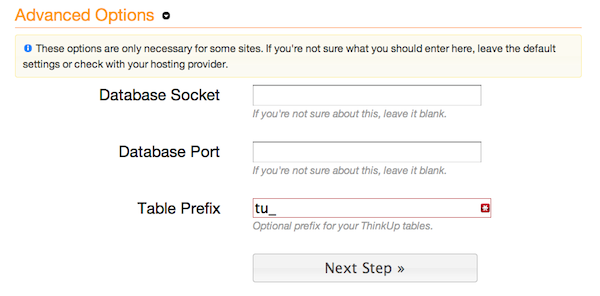 Advanced Options
These options are only necessary for some sites. If you're not sure what you should enter here, leave the default
settings or check with your hosting provider.
Database Socket
If you're not sure about this, leave it blank.
Database Port
If you're not sure about this, leave it blank.
Table Prefix
tu_
Optional prefix for your ThinkUp tables.
Next Step »